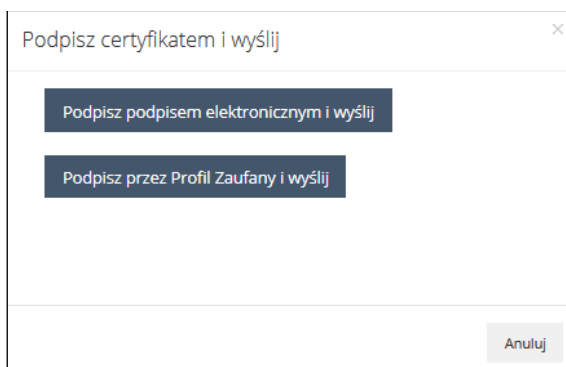 Podpisz certyfikatem i wyślij
×
Podpisz podpisem elektronicznym i wyślij
Podpisz przez Profil Zaufany i wyślij
Anuluj